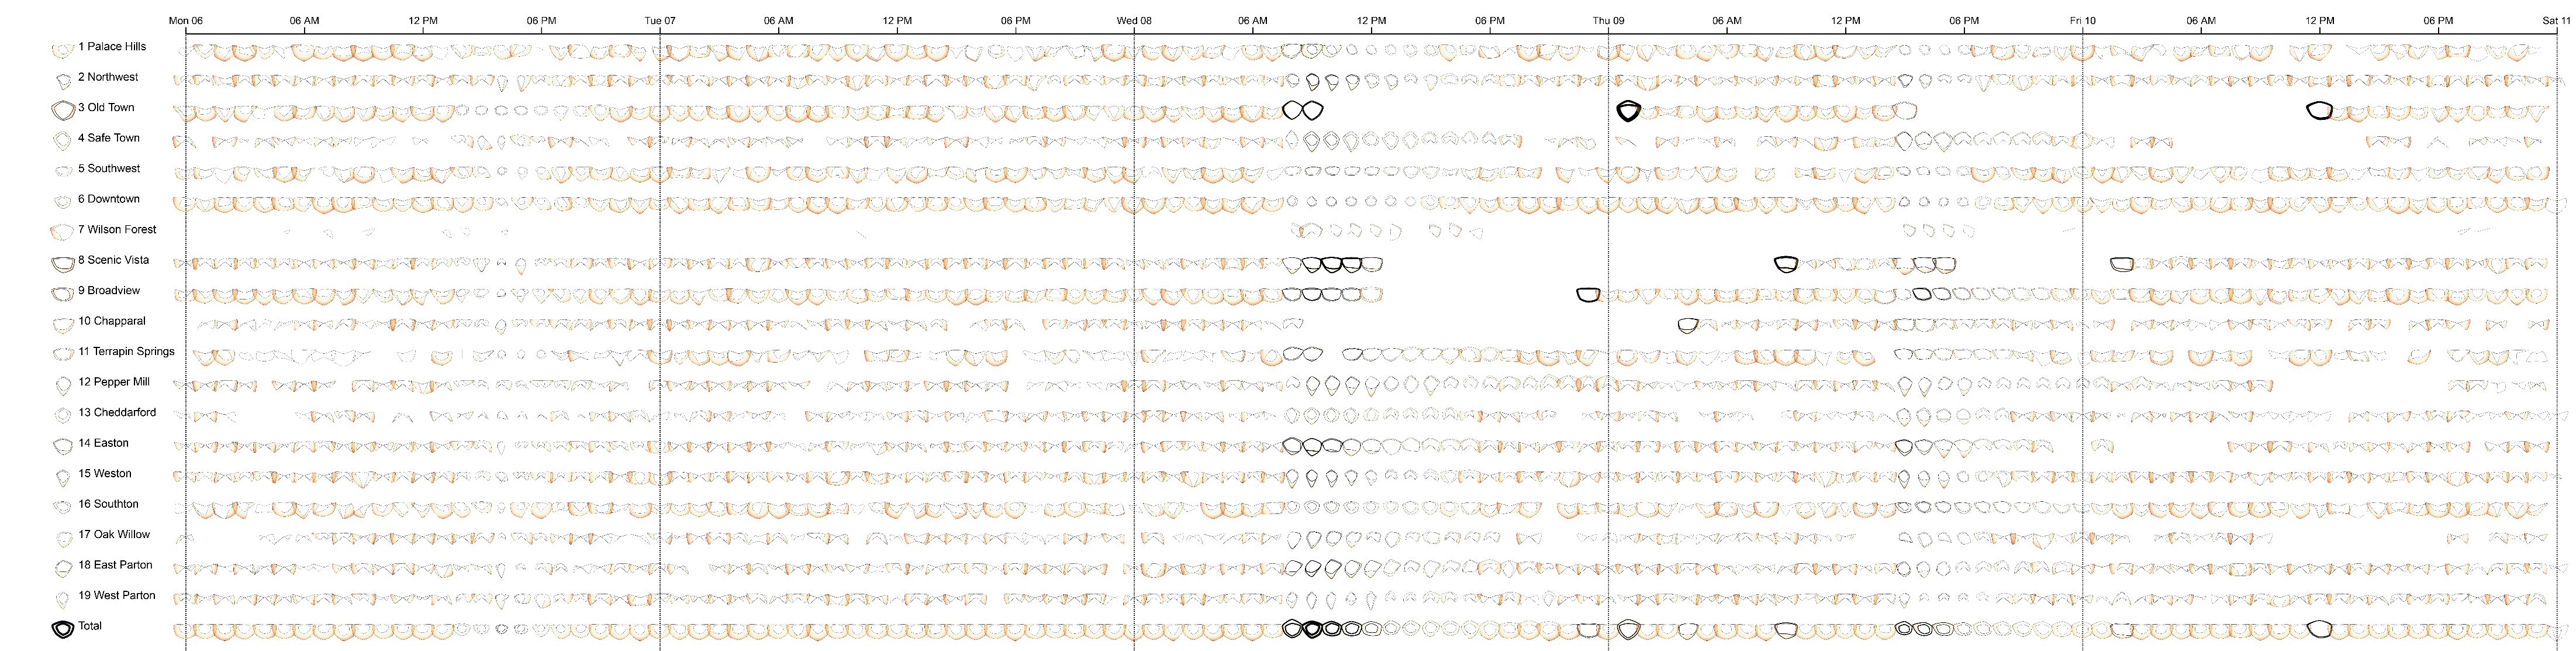 Mon 06 06 AM 12 PM 06 PM Tue 07 06 AM 12 PM 06 PM Wed 08 06 AM 12 PM 06 PM Thu 09 06 AM 12 PM 06 PM Fri 10 06 AM 12 PM 06 PM Sat 11
1 Palace Hills
2 Northwest
3 Old Town
4 Safe Town
5 Southwest
6 Downtown
7 Wilson Forest
8 Scenic Vista
9 Broadview
10 Chapparal
11 Terrapin Springs
12 Pepper Mill
13 Cheddarford
14 Easton
15 Weston
16 Southton
17 Oak Willow
18 East Parton
19 West Parton
Total